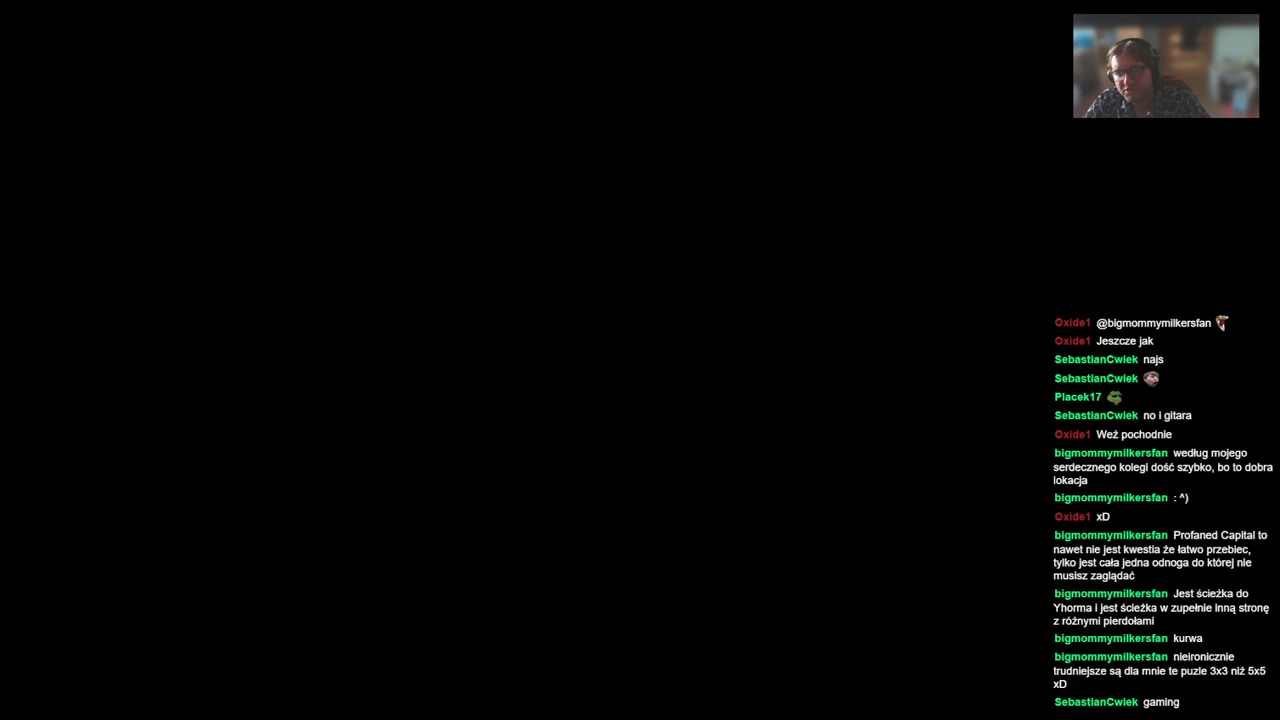 Oxide1 @bigmommymilkersfan
Oxide1 Jeszcze jak
SebastianCwiek najs
SebastianCwiek
Placek17
SebastianCwiek no i gitara
Oxide1 Weź pochodnie
bigmommymilkersfan według mojego
serdecznego kolegi dość szybko, bo to dobra
lokacja
bigmommymilkersfan : ^)
Oxide1 xD
bigmommymilkersfan Profaned Capital to
nawet nie jest kwestia że łatwo przebiec,
tylko jest cała jedna odnoga do której nie
musisz zaglądać
bigmommymilkersfan Jest ścieżka do
Yhorma i jest ścieżka w zupełnie inną stronę
z różnymi pierdołami
bigmommymilkersfan kurwa
bigmommymilkersfan nieironicznie
trudniejsze są dla mnie te puzle 3x3 niż 5x5
xD
SebastianCwiek gaming